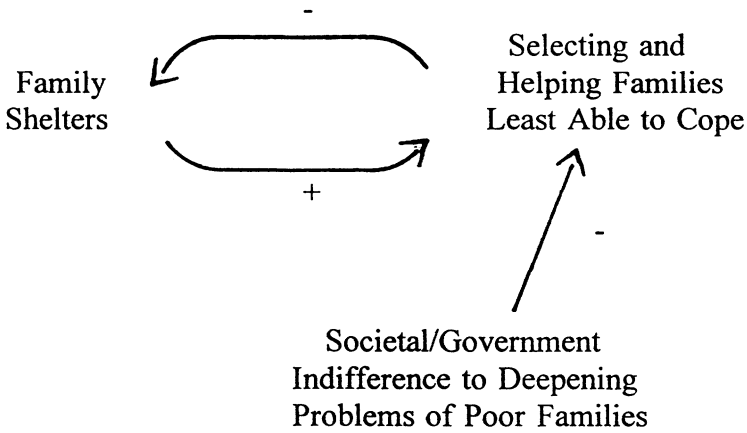 -
Family
Shelters
Selecting and
Helping Families
Least Able to Cope
+
-
Societal/Government
Indifference to Deepening
Problems of Poor Families